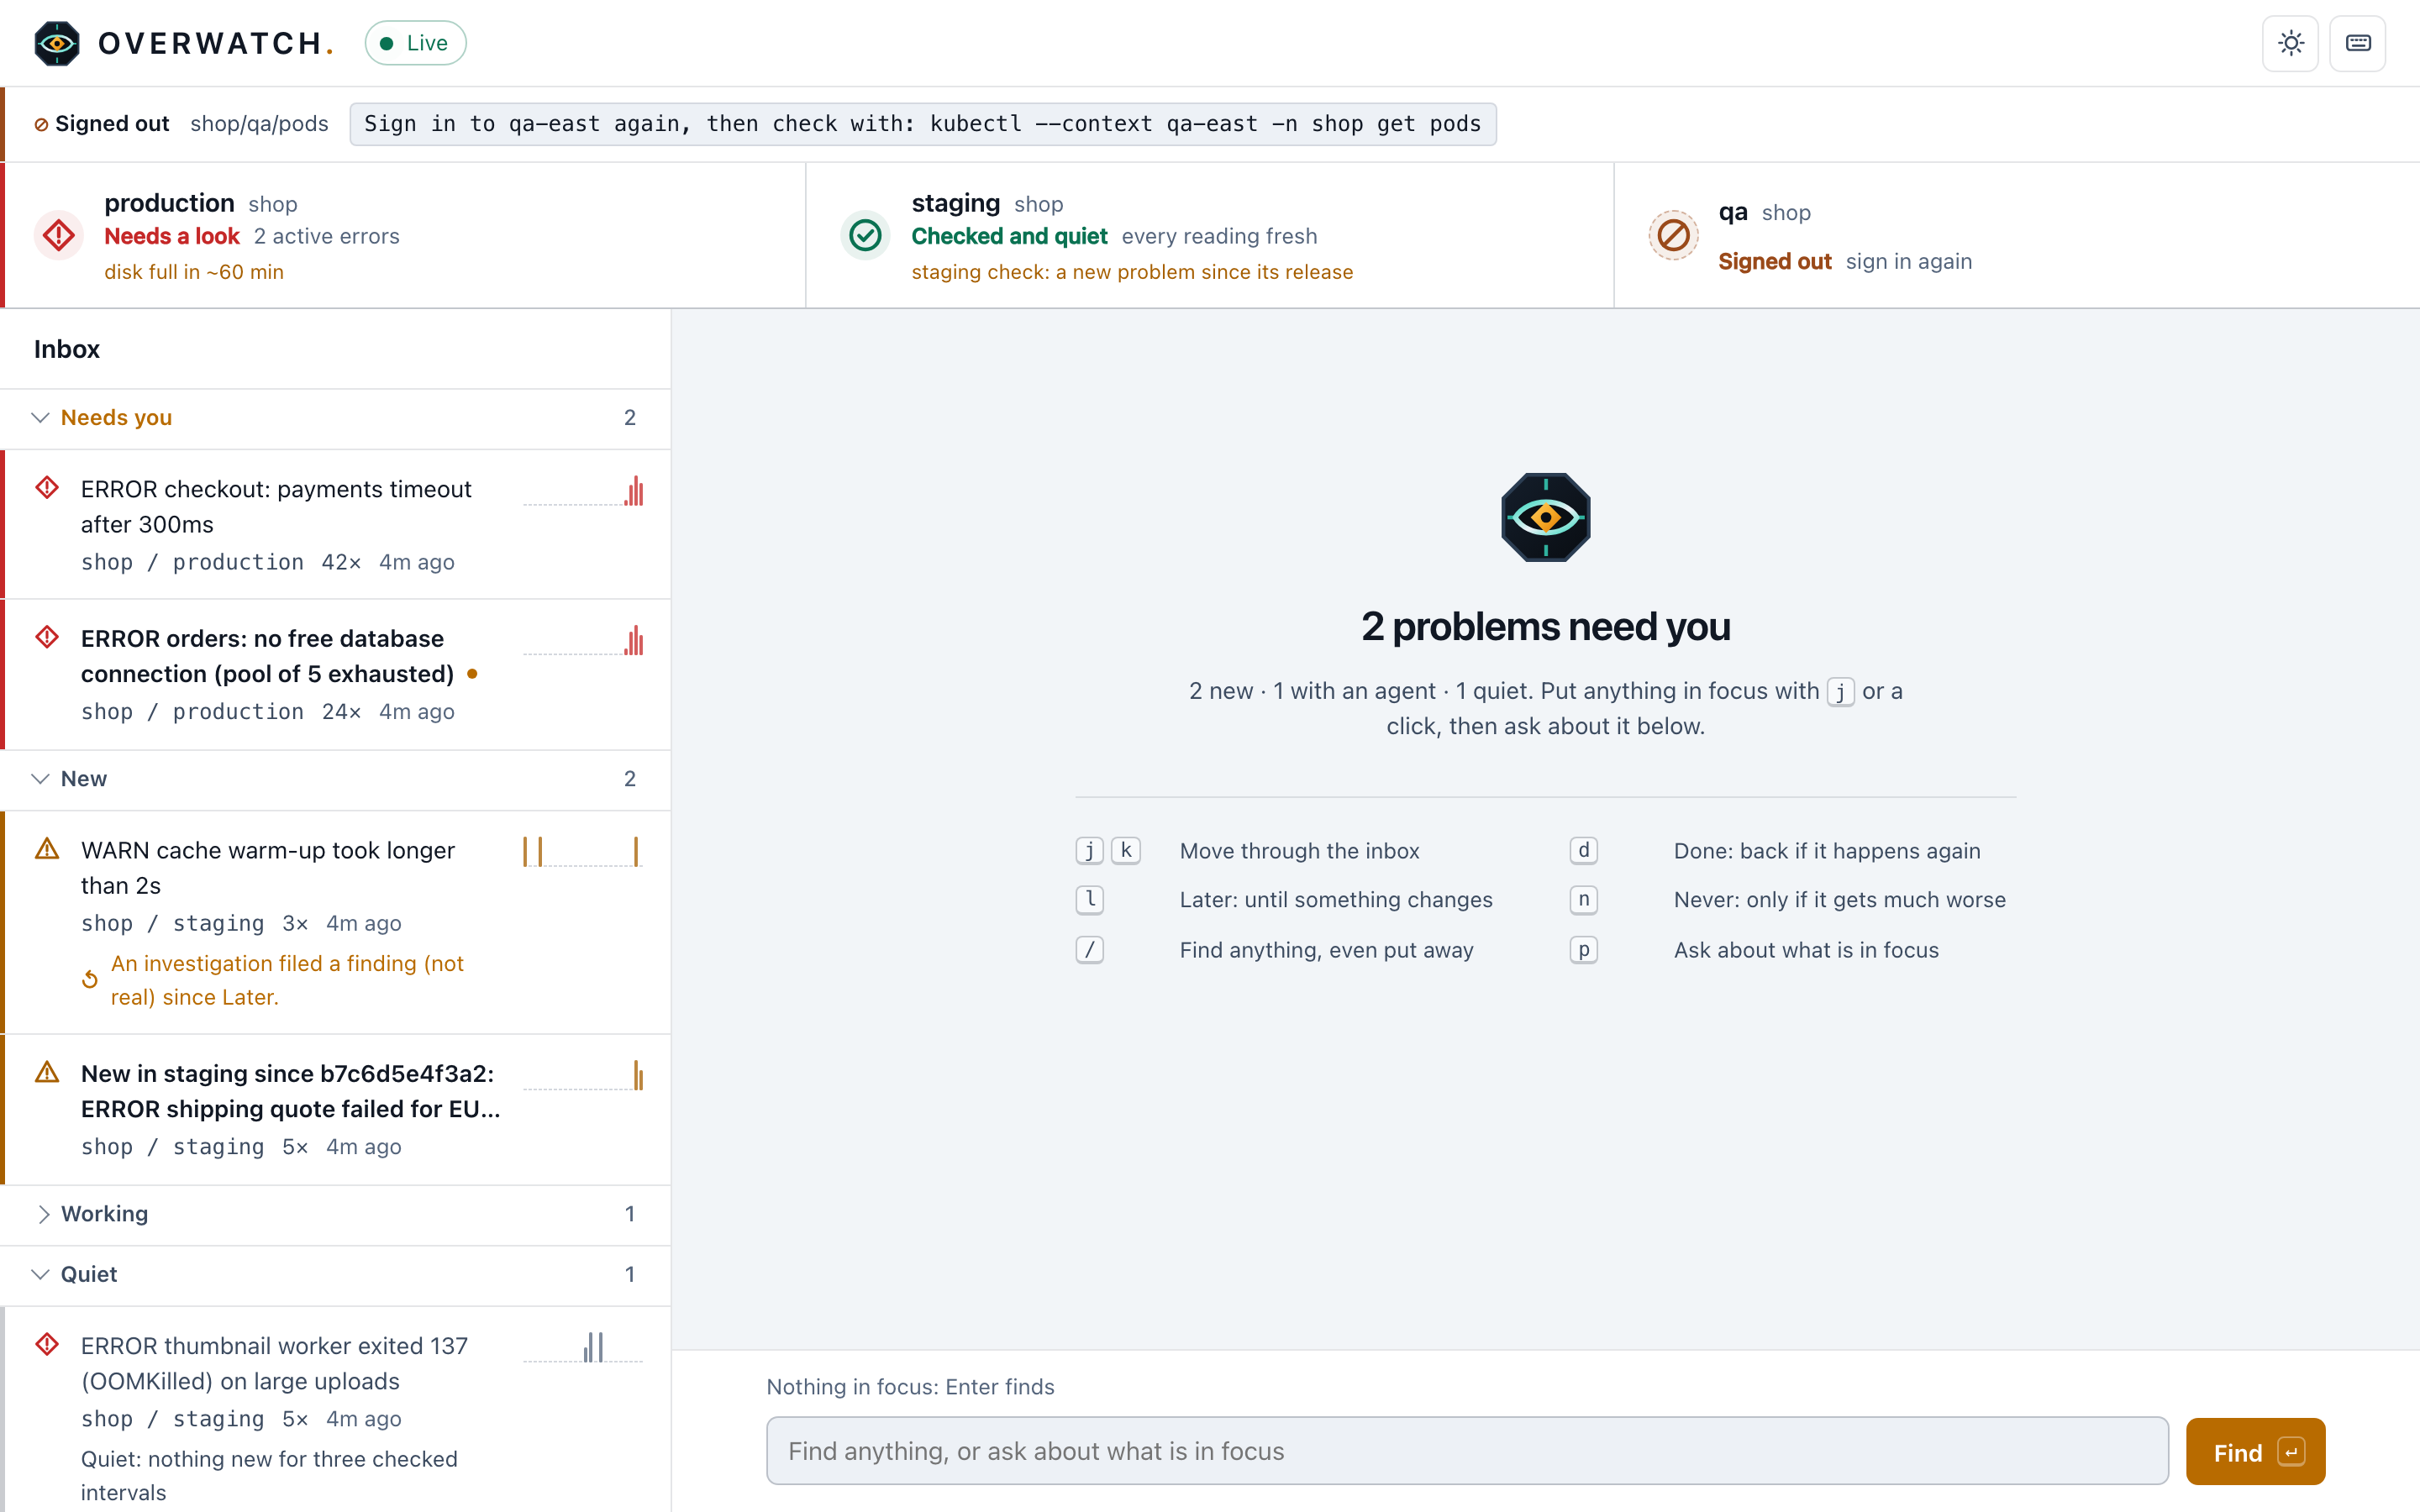 OVERWATCH.
Live
Signed out shop/qa/pods Sign in to qa-east again, then check with: kubectl --context qa-east -n shop get pods
production shop
Needs a look 2 active errors
disk full in ~60 min
staging shop
Checked and quiet every reading fresh
staging check: a new problem since its release
qa shop
Signed out sign in again
Inbox
Needs you 2
ERROR checkout: payments timeout
after 300ms
shop / production 42× 4m ago
ERROR orders: no free database
connection (pool of 5 exhausted)
shop / production 24× 4m ago
New 2
WARN cache warm-up took longer
than 2s
shop / staging 3× 4m ago
An investigation filed a finding (not
real) since Later.
New in staging since b7c6d5e4f3a2:
ERROR shipping quote failed for EU...
shop / staging 5× 4m ago
Working 1
Quiet 1
ERROR thumbnail worker exited 137
(OOMKilled) on large uploads
shop / staging 5× 4m ago
Quiet: nothing new for three checked
intervals
2 problems need you
2 new · 1 with an agent · 1 quiet. Put anything in focus with j or a
click, then ask about it below.
j k Move through the inbox
d Done: back if it happens again
l Later: until something changes
n Never: only if it gets much worse
/ Find anything, even put away
p Ask about what is in focus
Nothing in focus: Enter finds
Find anything, or ask about what is in focus
Find ↵